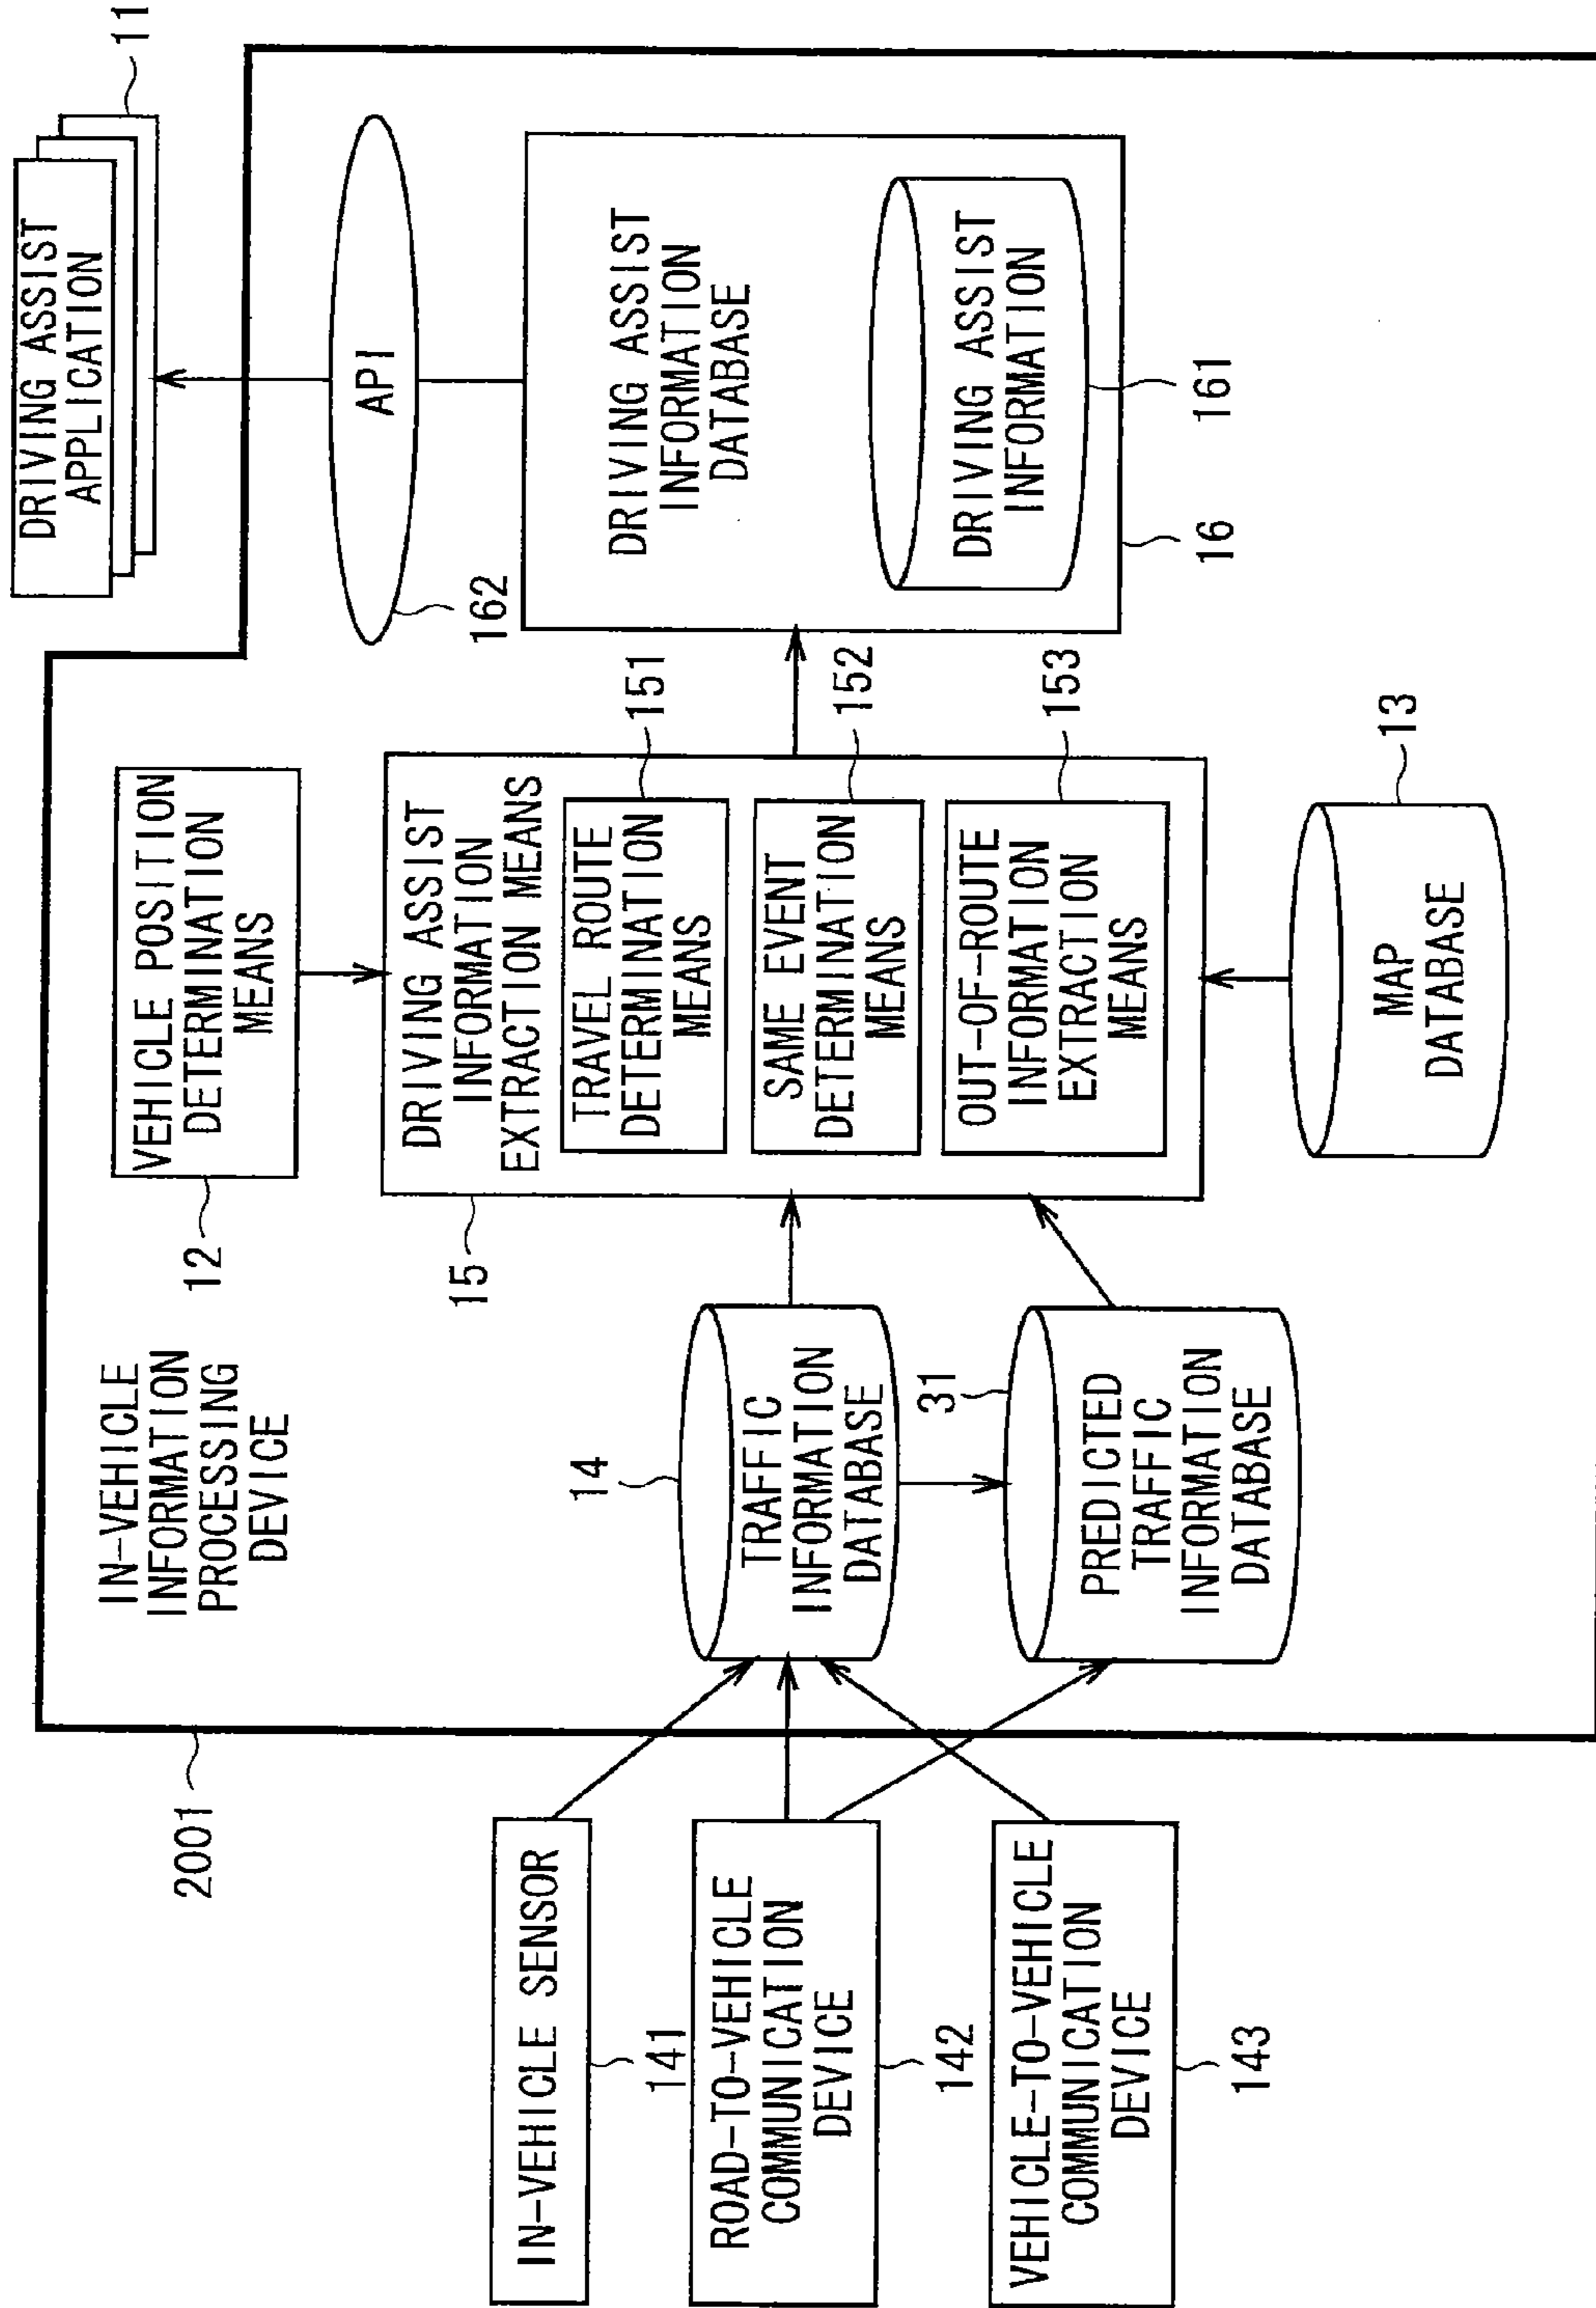 DRIVING ASSIST
APPLICATION
11
IN-VEHICLE
INFORMATION
PROCESSING
DEVICE
2001
VEHICLE POSITION
DETERMINATION
MEANS
12
API
162
IN-VEHICLE SENSOR
141
ROAD-TO-VEHICLE
COMMUNICATION
DEVICE
142
VEHICLE-TO-VEHICLE
COMMUNICATION
DEVICE
143
14
TRAFFIC
INFORMATION
DATABASE
31
PREDICTED
TRAFFIC
INFORMATION
DATABASE
15
DRIVING ASSIST
INFORMATION
EXTRACTION MEANS
TRAVEL ROUTE
DETERMINATION
MEANS
151
SAME EVENT
DETERMINATION
MEANS
152
OUT-OF-ROUTE
INFORMATION
EXTRACTION
MEANS
153
MAP
DATABASE
13
DRIVING ASSIST
INFORMATION
DATABASE
DRIVING ASSIST
INFORMATION
16
161